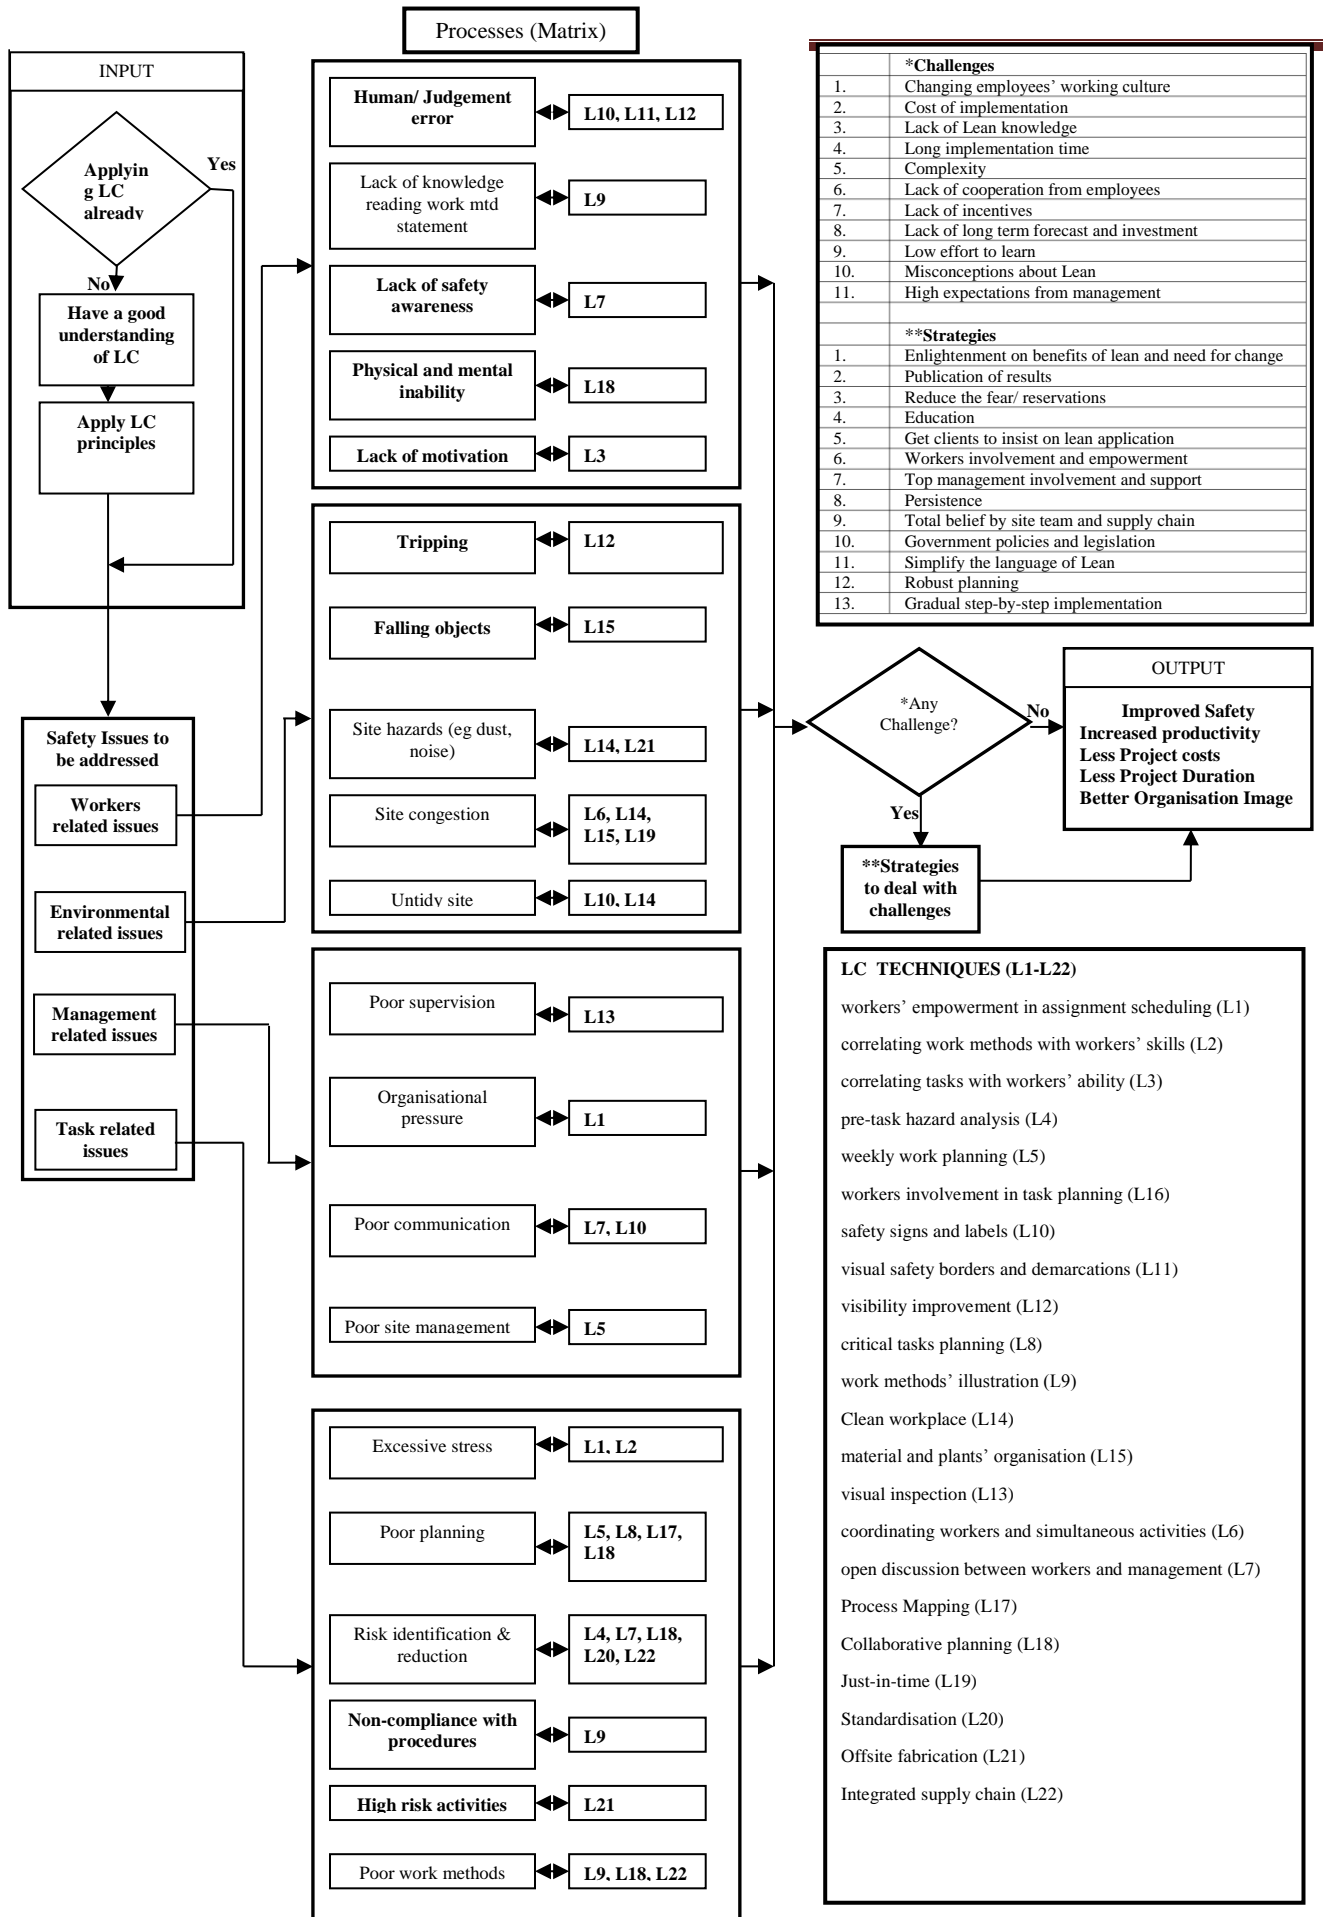 Processes (Matrix)
INPUT
Applyin
g LC
already
Yes
No
Have a good
understanding
of LC
Apply LC
principles
Safety Issues to
be addressed
Workers
related issues
Environmental
related issues
Management
related issues
Task related
issues
Human/ Judgement
error
L10, L11, L12
Lack of knowledge
reading work mtd
statement
L9
Lack of safety
awareness
L7
Physical and mental
inability
L18
Lack of motivation
L3
Tripping
L12
Falling objects
L15
Site hazards (eg dust,
noise)
L14, L21
Site congestion
L6, L14,
L15, L19
Untidy site
L10, L14
Poor supervision
L13
Organisational
pressure
L1
Poor communication
L7, L10
Poor site management
L5
Excessive stress
L1, L2
Poor planning
L5, L8, L17,
L18
Risk identification &
reduction
L4, L7, L18,
L20, L22
Non-compliance with
procedures
L9
High risk activities
L21
Poor work methods
L9, L18, L22
*Challenges
1. Changing employees’ working culture
2. Cost of implementation
3. Lack of Lean knowledge
4. Long implementation time
5. Complexity
6. Lack of cooperation from employees
7. Lack of incentives
8. Lack of long term forecast and investment
9. Low effort to learn
10. Misconceptions about Lean
11. High expectations from management
**Strategies
1. Enlightenment on benefits of lean and need for change
2. Publication of results
3. Reduce the fear/ reservations
4. Education
5. Get clients to insist on lean application
6. Workers involvement and empowerment
7. Top management involvement and support
8. Persistence
9. Total belief by site team and supply chain
10. Government policies and legislation
11. Simplify the language of Lean
12. Robust planning
13. Gradual step-by-step implementation
*Any
Challenge?
No
Yes
**Strategies
to deal with
challenges
OUTPUT
Improved Safety
Increased productivity
Less Project costs
Less Project Duration
Better Organisation Image
LC TECHNIQUES (L1-L22)
workers’ empowerment in assignment scheduling (L1)
correlating work methods with workers’ skills (L2)
correlating tasks with workers’ ability (L3)
pre-task hazard analysis (L4)
weekly work planning (L5)
workers involvement in task planning (L16)
safety signs and labels (L10)
visual safety borders and demarcations (L11)
visibility improvement (L12)
critical tasks planning (L8)
work methods’ illustration (L9)
Clean workplace (L14)
material and plants’ organisation (L15)
visual inspection (L13)
coordinating workers and simultaneous activities (L6)
open discussion between workers and management (L7)
Process Mapping (L17)
Collaborative planning (L18)
Just-in-time (L19)
Standardisation (L20)
Offsite fabrication (L21)
Integrated supply chain (L22)